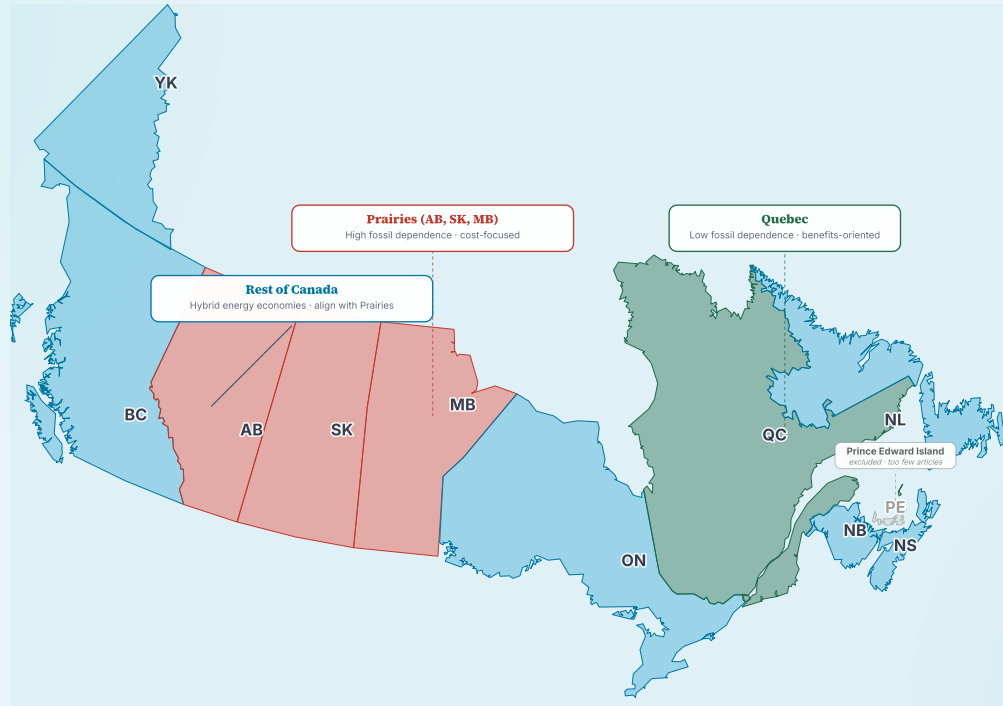 YK
Prairies (AB, SK, MB)
High fossil dependence · cost-focused
Quebec
Low fossil dependence · benefits-oriented
Rest of Canada
Hybrid energy economies · align with Prairies
BC
AB
SK
MB
QC
NL
Prince Edward Island
excluded · too few articles
PE
NB
NS
ON